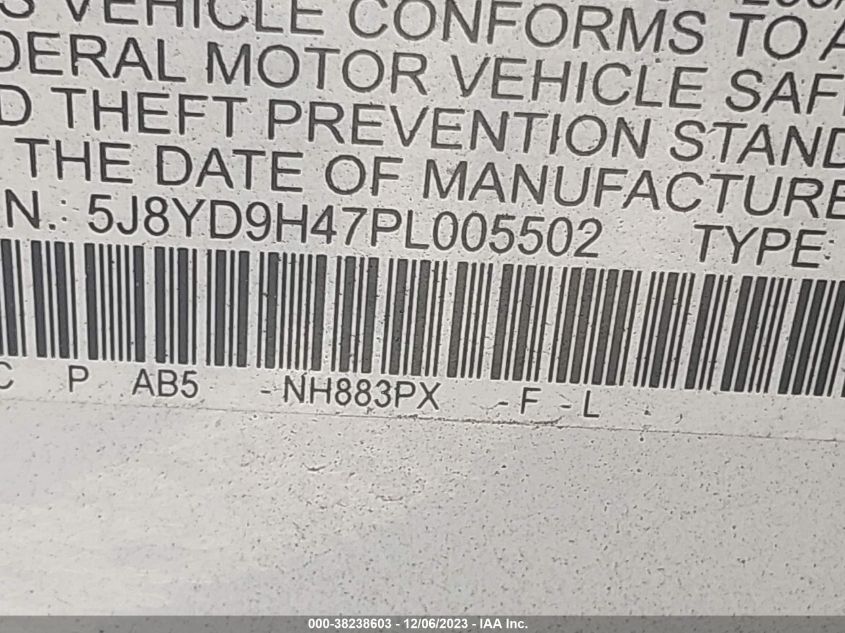 VEHICLE CONFORMS TO A
DERAL MOTOR VEHICLE SAF
D THEFT PREVENTION STAND
THE DATE OF MANUFACTURE
N.: 5J8YD9H47PL005502 TYPE:
C P AB5 - NH883PX - F - L
000-38238603 - 12/06/2023 - IAA Inc.